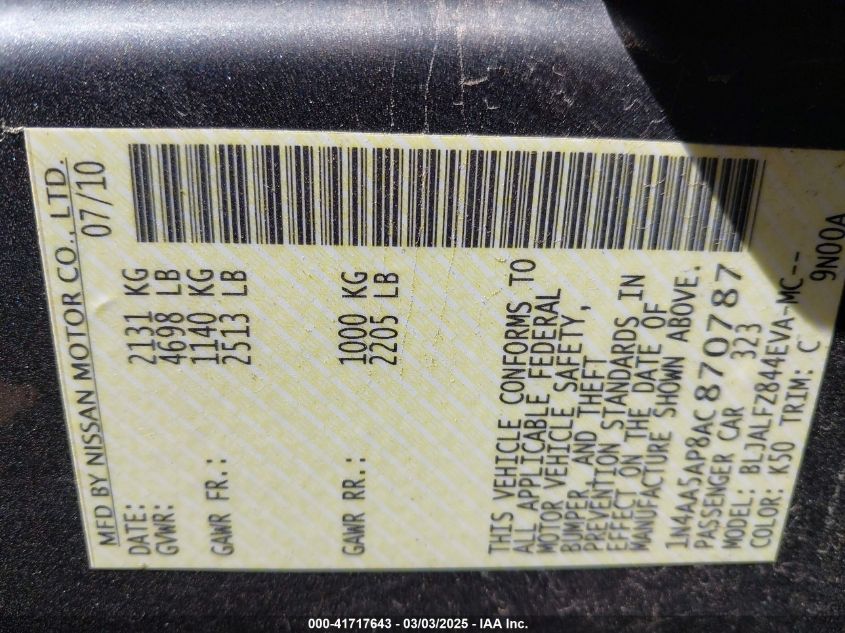 MFD BY NISSAN MOTOR CO., LTD.
DATE: 07/10
GVWR: 2131 KG
4698 LB
GAWR FR.: 1140 KG
2513 LB
GAWR RR.: 1000 KG
2205 LB
THIS VEHICLE CONFORMS TO
ALL APPLICABLE FEDERAL
MOTOR VEHICLE SAFETY,
BUMPER, AND THEFT
PREVENTION STANDARDS IN
EFFECT ON THE DATE OF
MANUFACTURE SHOWN ABOVE.
1N4AA5AP8AC870787
PASSENGER CAR 323
MODEL: BLJALFZ844EVA-MC--
COLOR: K50 TRIM: C 9N00A
000-41717643 - 03/03/2025 - IAA Inc.